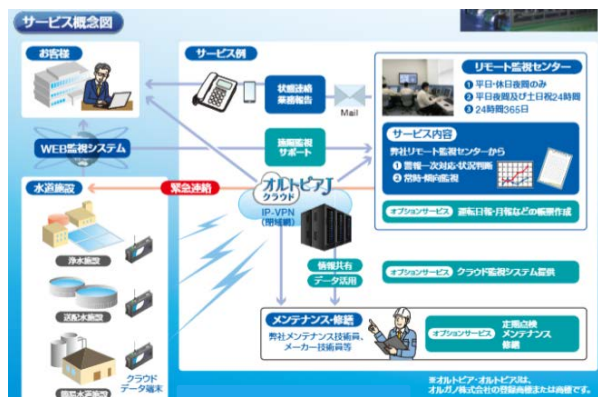 サービス概念図
お客様
サービス例
状態連絡
業務報告
Mail
リモート監視センター
❶ 平日・休日夜間のみ
❷ 平日夜間及び土日祝24時間
❸ 24時間365日
サービス内容
弊社リモート監視センターから
❶ 警報一次対応・状況判断
❷ 常時・傾向監視
オプションサービス 運転日報・月報などの帳票作成
WEB監視システム
遠隔監視
サポート
水道施設
緊急連絡
オルトピアJ
クラウド
IP-VPN
(閉域網)
浄水施設
情報共有
データ活用
オプションサービス クラウド監視システム提供
送配水施設
メンテナンス・修繕
弊社メンテナンス技術員、
メーカー技術員等
オプションサービス
定期点検
メンテナンス
修繕
クラウド
データ端末
※オルトピア・オルトピアJは、
オルガノ株式会社の登録商標または商標です。